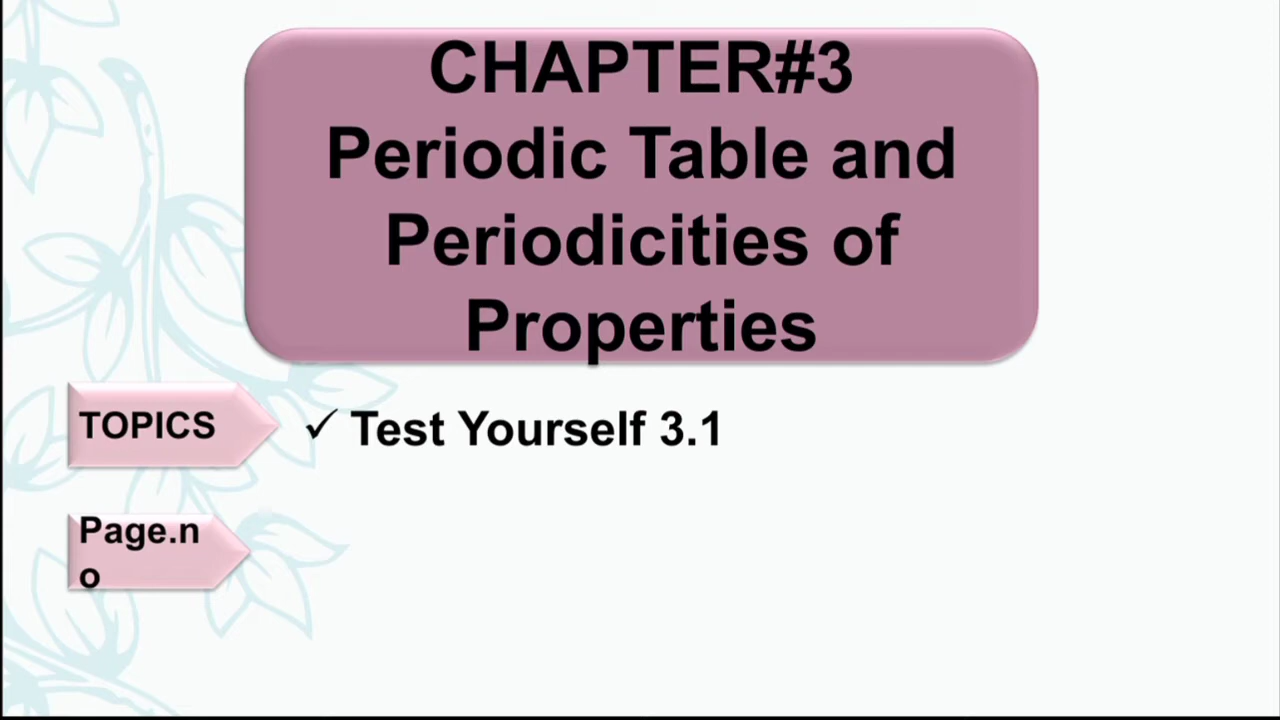 CHAPTER#3
Periodic Table and
Periodicities of
Properties
TOPICS
✓ Test Yourself 3.1
Page.n
o